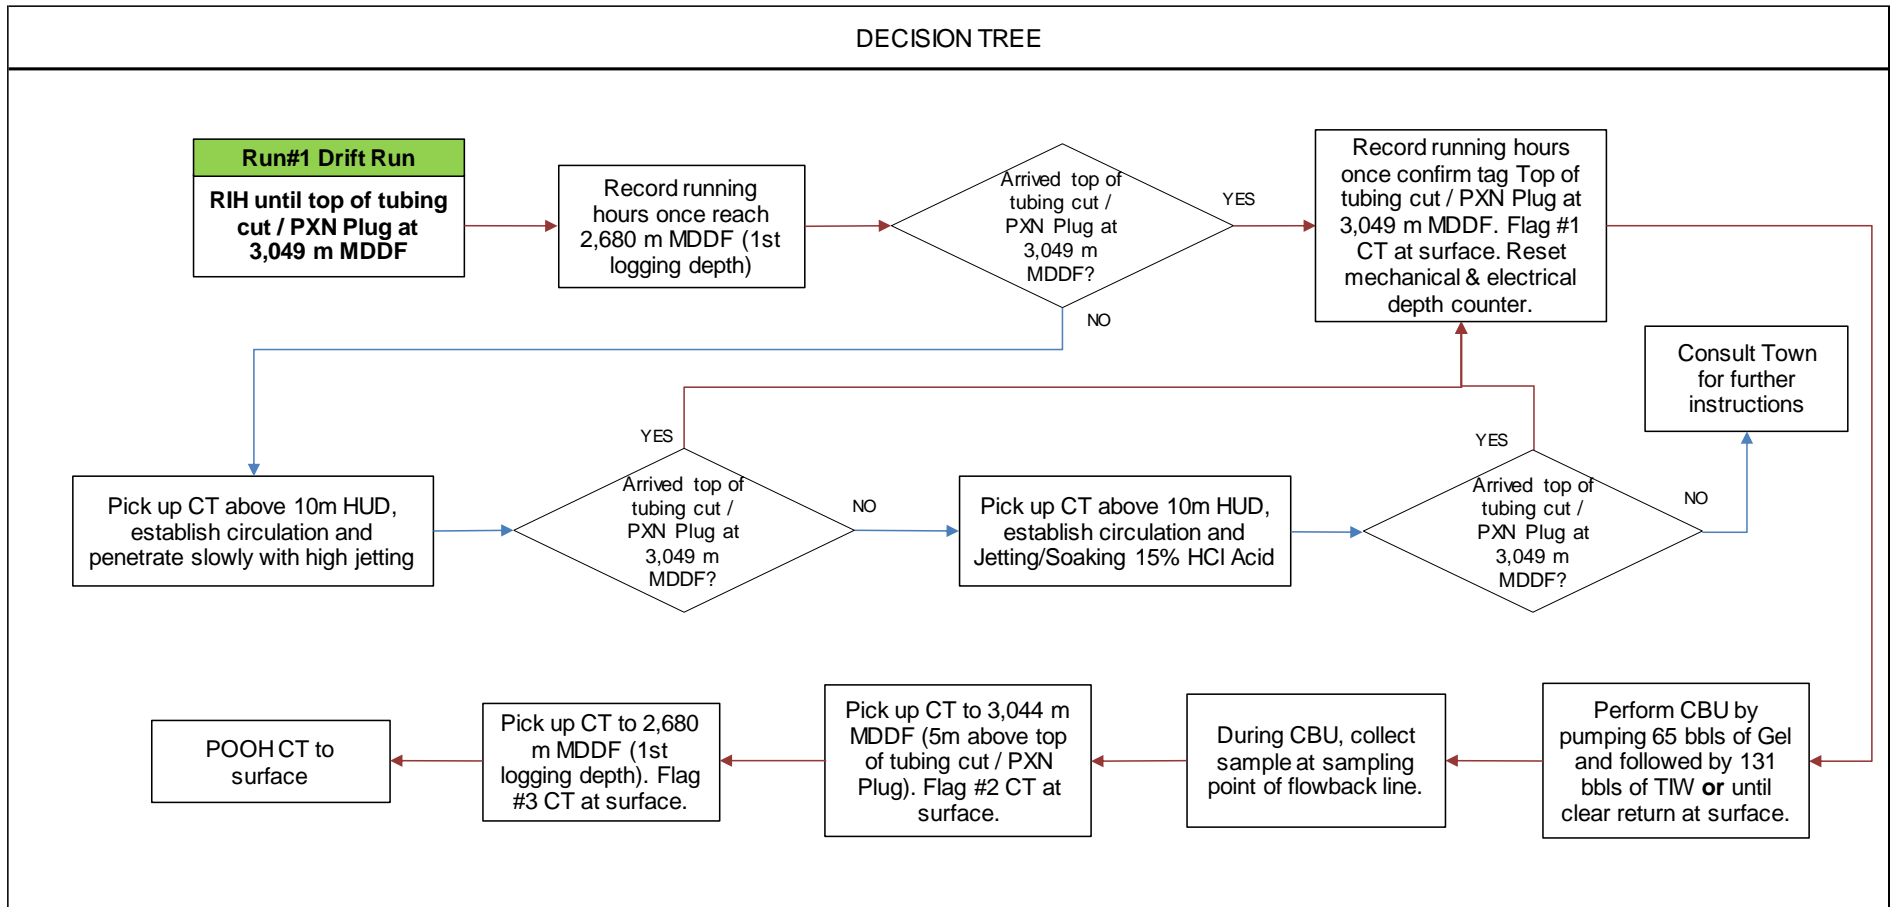 DECISION TREE
Run#1 Drift Run
RIH until top of tubing
cut / PXN Plug at
3,049 m MDDF
Record running
hours once reach
2,680 m MDDF (1st
logging depth)
Arrived top of
tubing cut /
PXN Plug at
3,049 m
MDDF?
YES
NO
Record running hours
once confirm tag Top of
tubing cut / PXN Plug at
3,049 m MDDF. Flag #1
CT at surface. Reset
mechanical & electrical
depth counter.
Consult Town
for further
instructions
Pick up CT above 10m HUD,
establish circulation and
penetrate slowly with high jetting
YES
Arrived top of
tubing cut /
PXN Plug at
3,049 m
MDDF?
NO
Pick up CT above 10m HUD,
establish circulation and
Jetting/Soaking 15% HCl Acid
YES
Arrived top of
tubing cut /
PXN Plug at
3,049 m
MDDF?
NO
POOH CT to
surface
Pick up CT to 2,680
m MDDF (1st
logging depth). Flag
#3 CT at surface.
Pick up CT to 3,044 m
MDDF (5m above top
of tubing cut / PXN
Plug). Flag #2 CT at
surface.
During CBU, collect
sample at sampling
point of flowback line.
Perform CBU by
pumping 65 bbls of Gel
and followed by 131
bbls of TIW or until
clear return at surface.